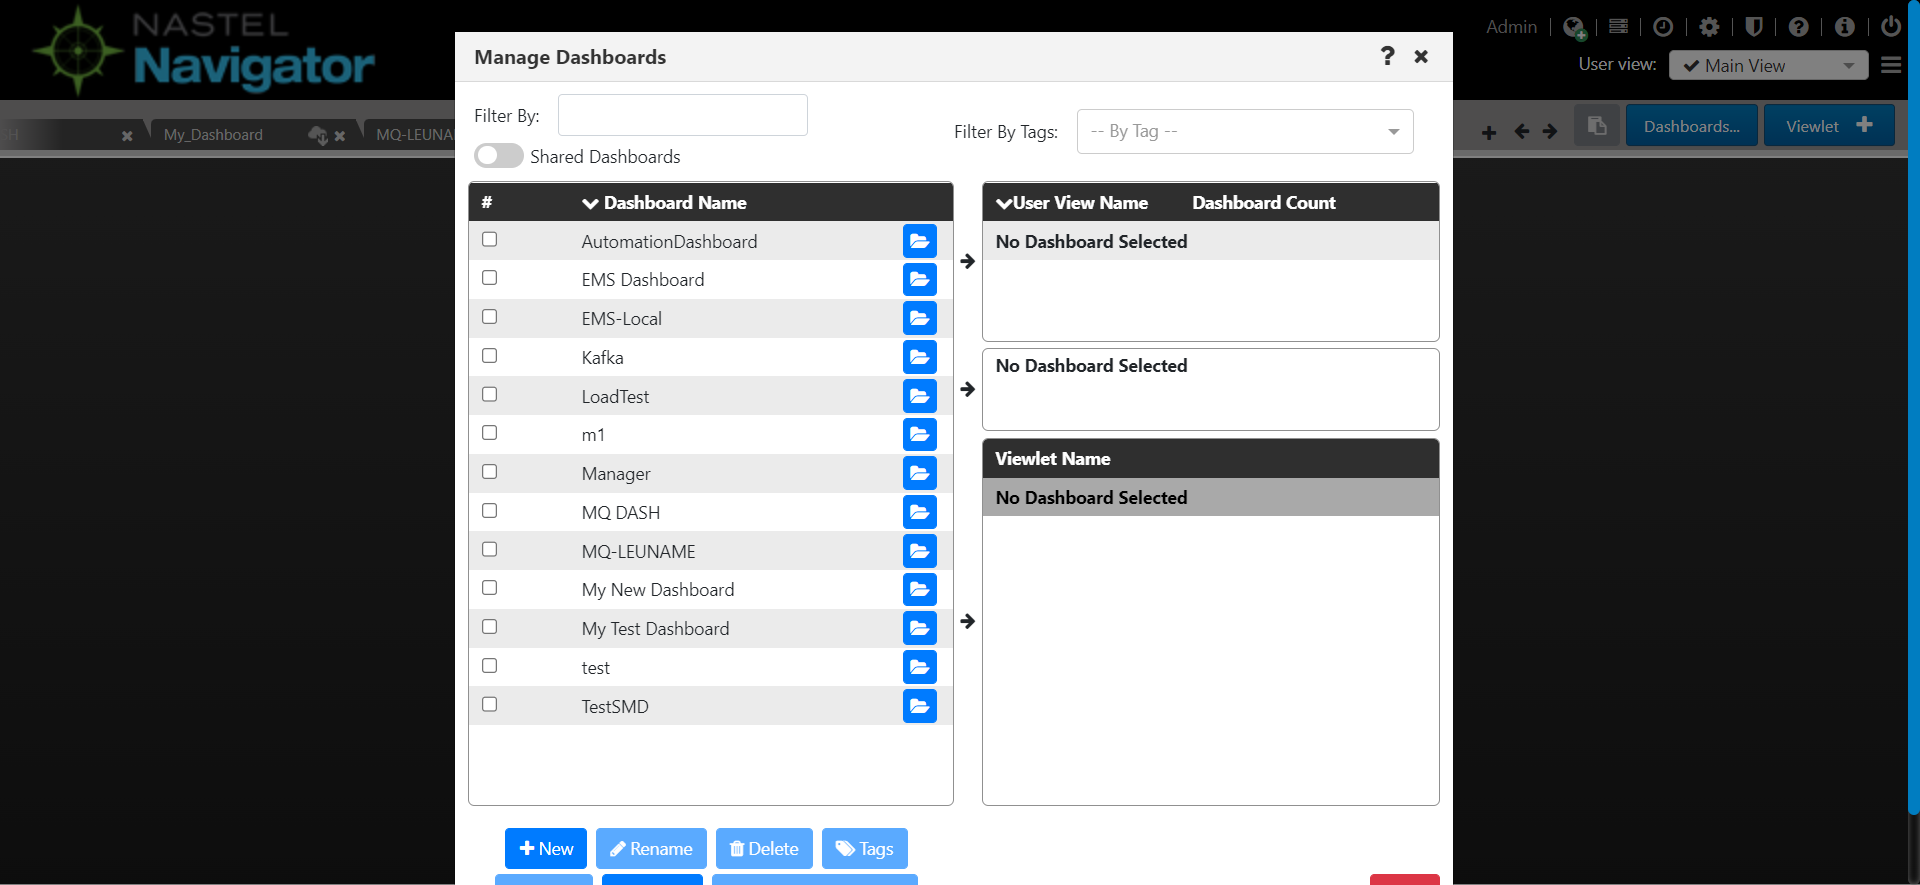 NASTEL
Navigator
Admin
User view:
Main View
SH
My_Dashboard
MQ-LEUNA
Dashboards...
Viewlet
Manage Dashboards
Filter By:
Filter By Tags:
-- By Tag --
Shared Dashboards
# Dashboard Name
AutomationDashboard
EMS Dashboard
EMS-Local
Kafka
LoadTest
m1
Manager
MQ DASH
MQ-LEUNAME
My New Dashboard
My Test Dashboard
test
TestSMD
User View Name Dashboard Count
No Dashboard Selected
No Dashboard Selected
Viewlet Name
No Dashboard Selected
New
Rename
Delete
Tags